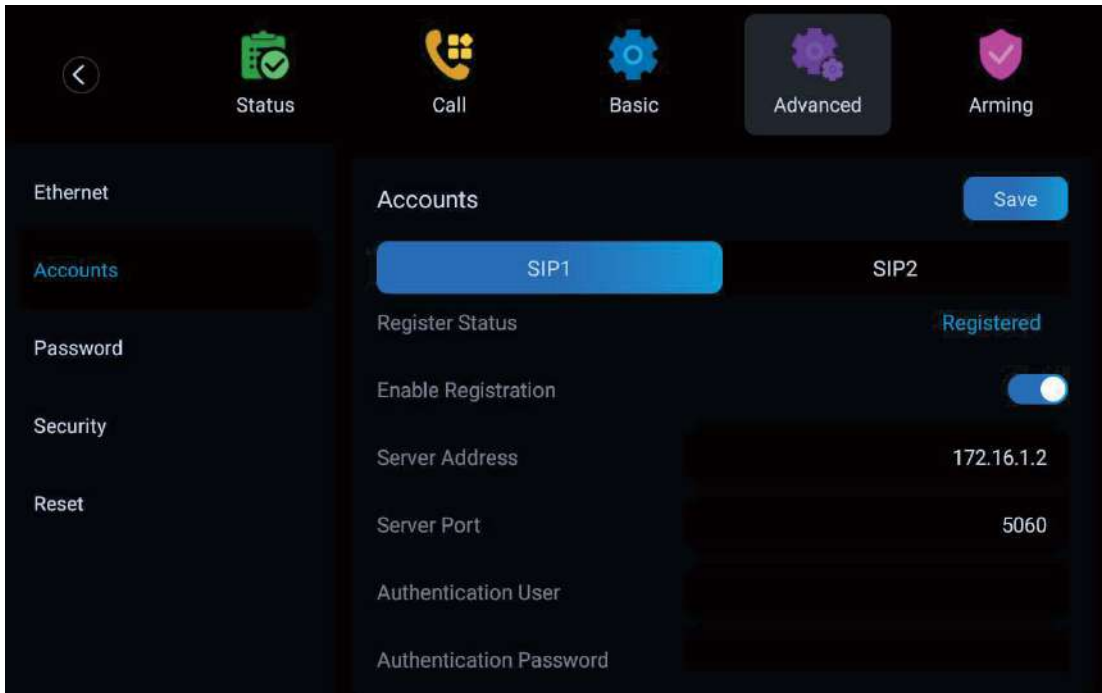 Status
Call
Basic
Advanced
Arming
Ethernet
Accounts
Password
Security
Reset
Accounts
Save
SIP1
SIP2
Register Status
Registered
Enable Registration
Server Address
172.16.1.2
Server Port
5060
Authentication User
Authentication Password